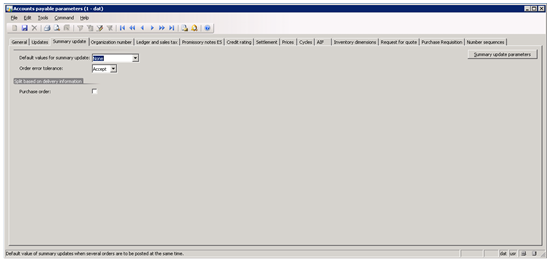 Accounts payable parameters (1 - dat)
File Edit Tools Command Help
General Updates Summary update Organization number Ledger and sales tax Promissory notes ES Credit rating Settlement Prices Cycles AIF Inventory dimensions Request for quote Purchase Requisition Number sequences
Default values for summary update: None
Summary update parameters
Order error tolerance: Accept
Split based on delivery information
Purchase order:
Default value of summary updates when several orders are to be posted at the same time.
dat usr